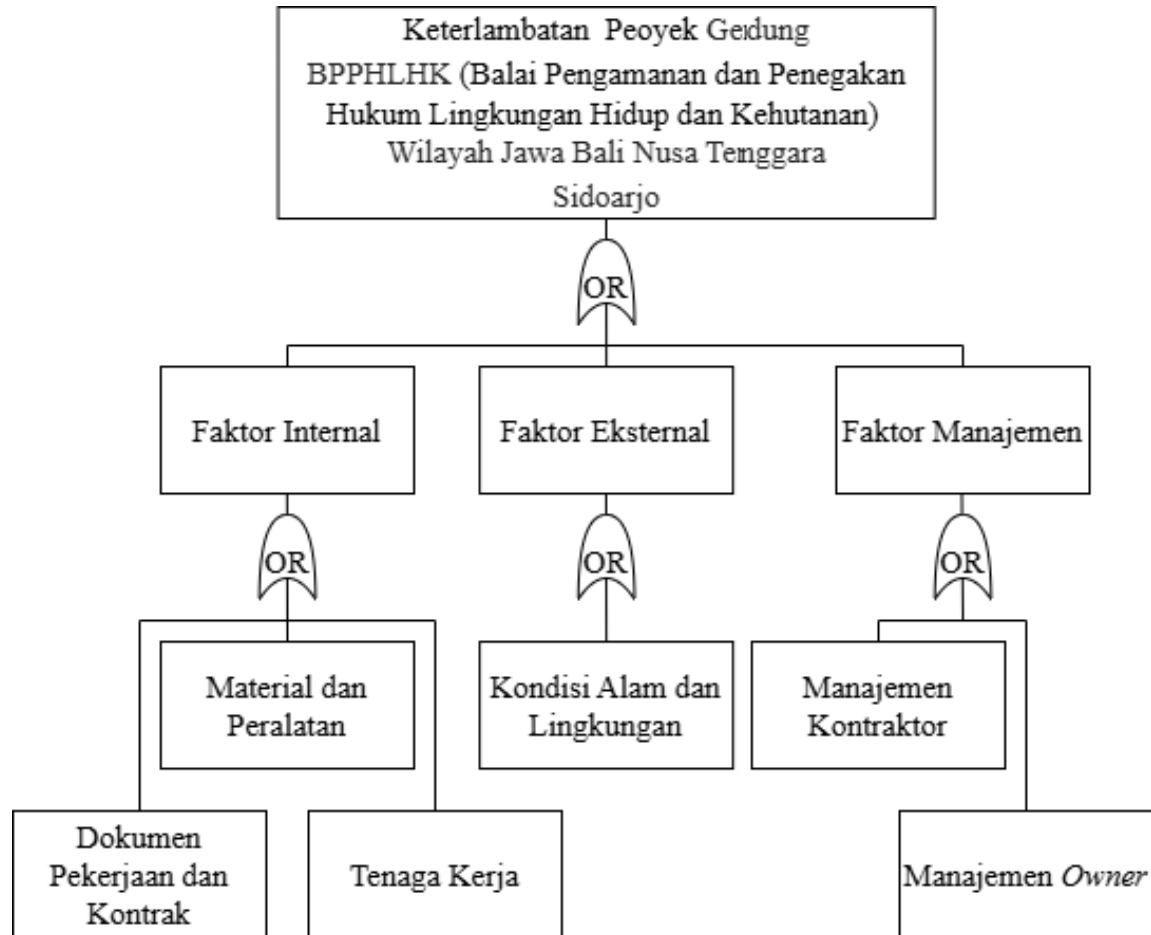 Keterlambatan Peoyek Geidung
BPPHLHK (Balai Pengamanan dan Penegakan
Hukum Lingkungan Hidup dan Kehutanan)
Wilayah Jawa Bali Nusa Tenggara
Sidoarjo
OR
Faktor Internal
Faktor Eksternal
Faktor Manajemen
OR
OR
OR
Material dan
Peralatan
Kondisi Alam dan
Lingkungan
Manajemen
Kontraktor
Dokumen
Pekerjaan dan
Kontrak
Tenaga Kerja
Manajemen Owner